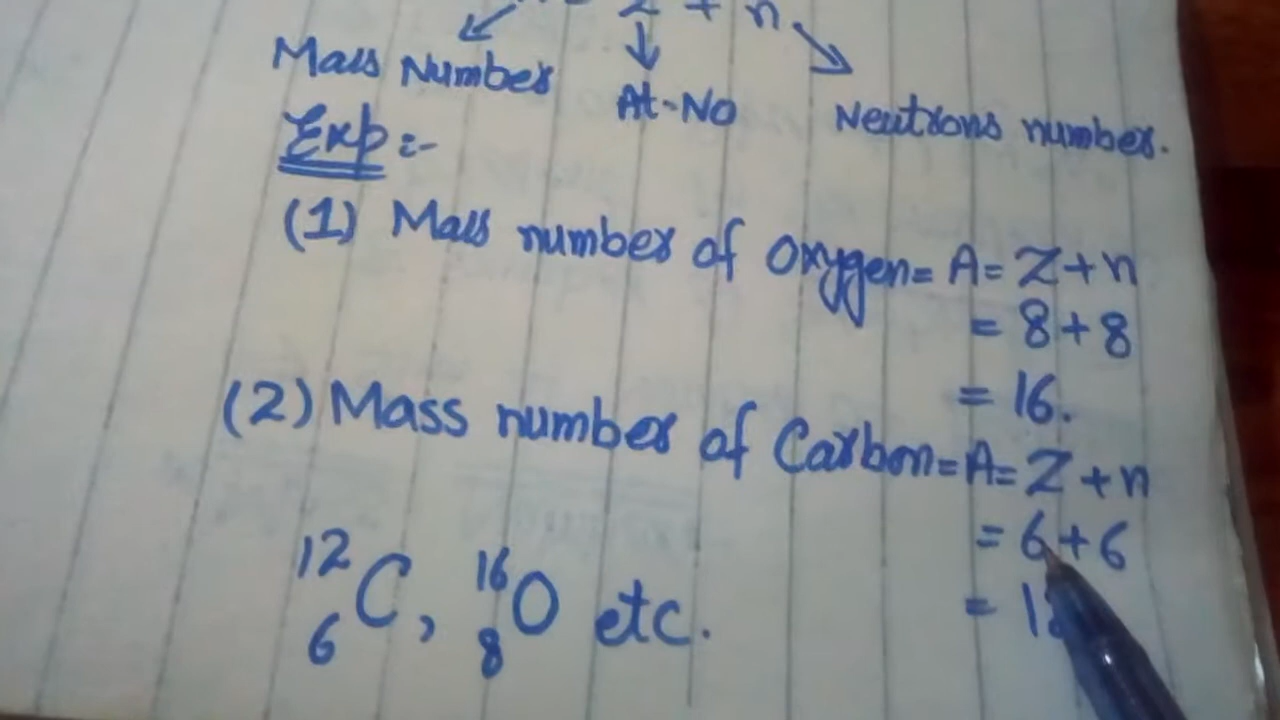 = Z + n
Mass Number At-No Neutrons number.
Exp:-
(1) Mass number of Oxygen= A= Z+n
= 8+8
= 16.
(2) Mass number of Carbon= A= Z+n
= 6+6
= 1
12 6 C, 16 8 O etc.